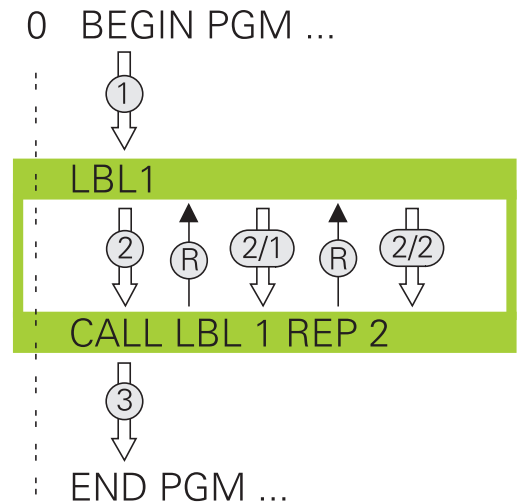 0 BEGIN PGM ...
1
LBL1
2 R 2/1 R 2/2
CALL LBL 1 REP 2
3
END PGM ...